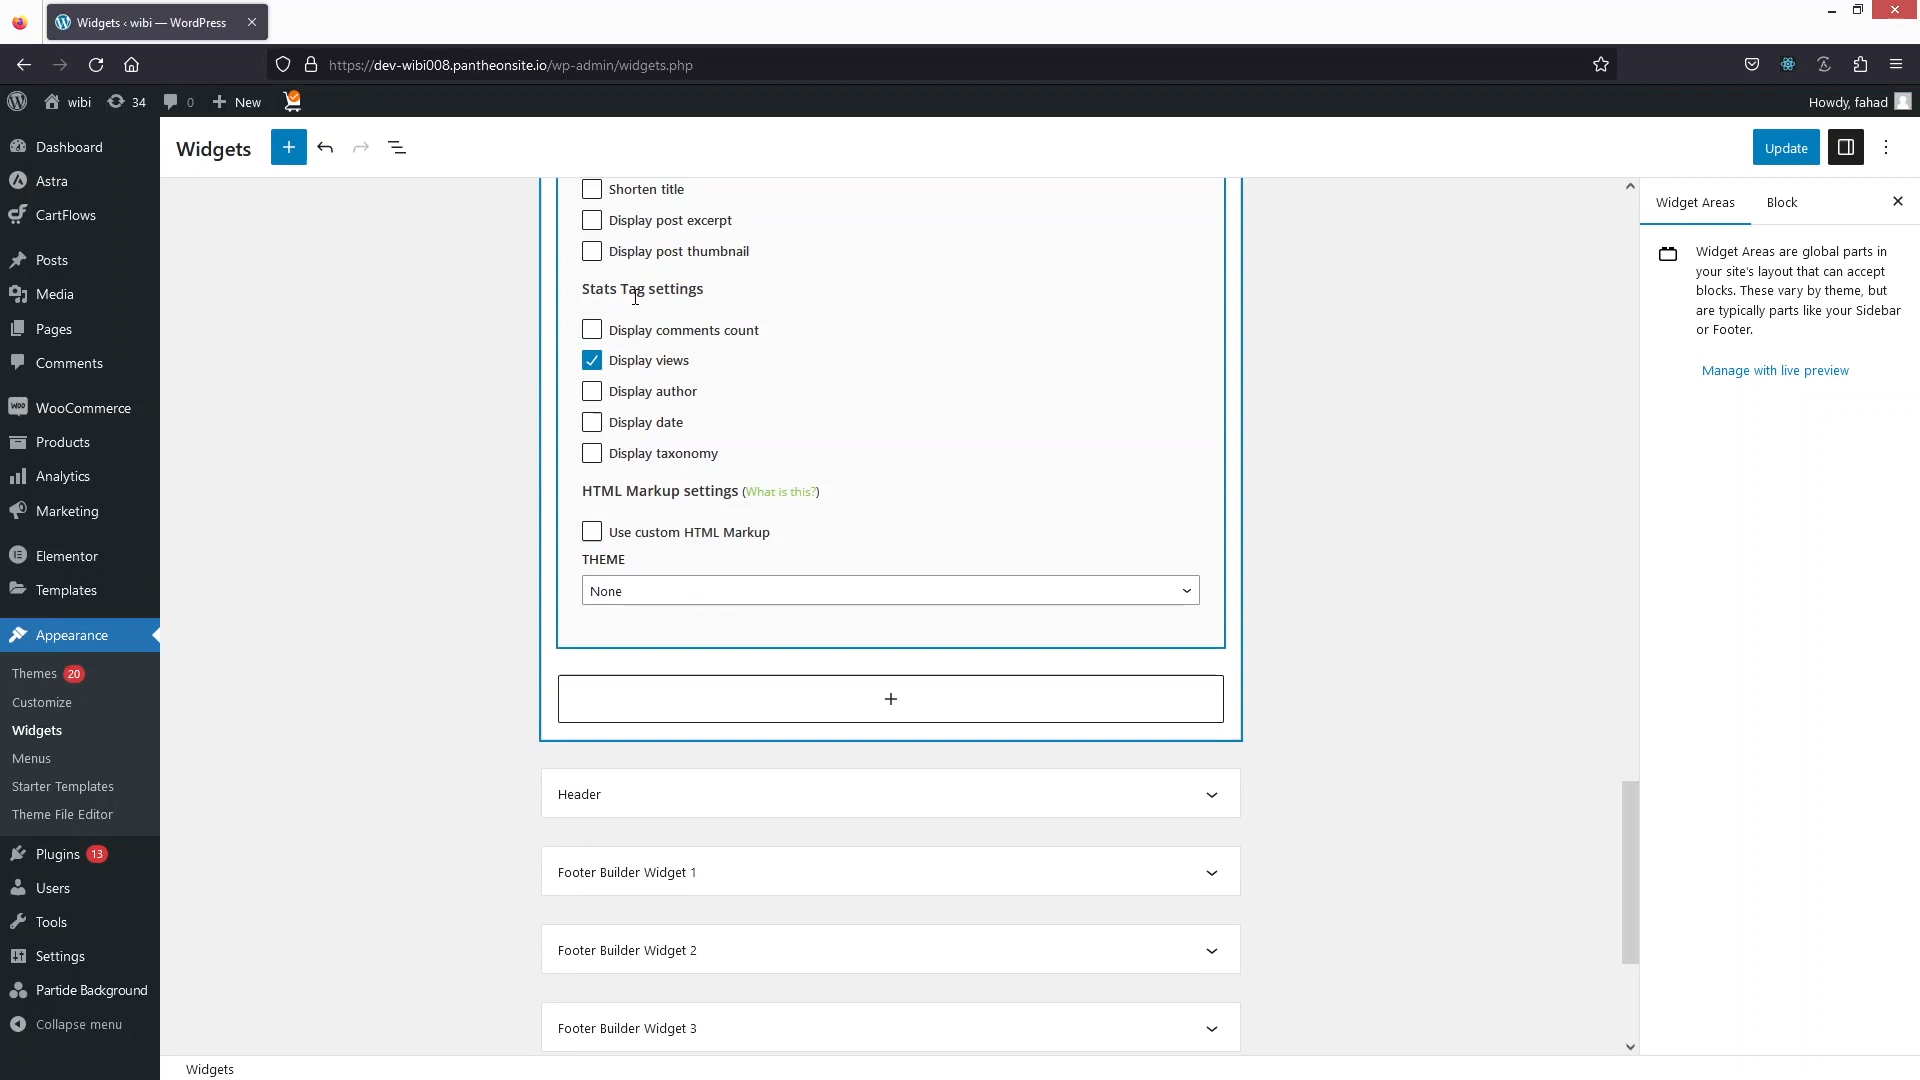 Widgets ‹ wibi — WordPress
https://dev-wibi008.pantheonsite.io/wp-admin/widgets.php
wibi
34
0
New
Howdy, fahad
Dashboard
Astra
CartFlows
Posts
Media
Pages
Comments
WooCommerce
Products
Analytics
Marketing
Elementor
Templates
Appearance
Themes 20
Customize
Widgets
Menus
Starter Templates
Theme File Editor
Plugins 13
Users
Tools
Settings
Particle Background
Collapse menu
Widgets
Update
Shorten title
Display post excerpt
Display post thumbnail
Stats Tag settings
Display comments count
Display views
Display author
Display date
Display taxonomy
HTML Markup settings (What is this?)
Use custom HTML Markup
THEME
None
Header
Footer Builder Widget 1
Footer Builder Widget 2
Footer Builder Widget 3
Widget Areas
Block
Widget Areas are global parts in
your site's layout that can accept
blocks. These vary by theme, but
are typically parts like your Sidebar
or Footer.
Manage with live preview
Widgets